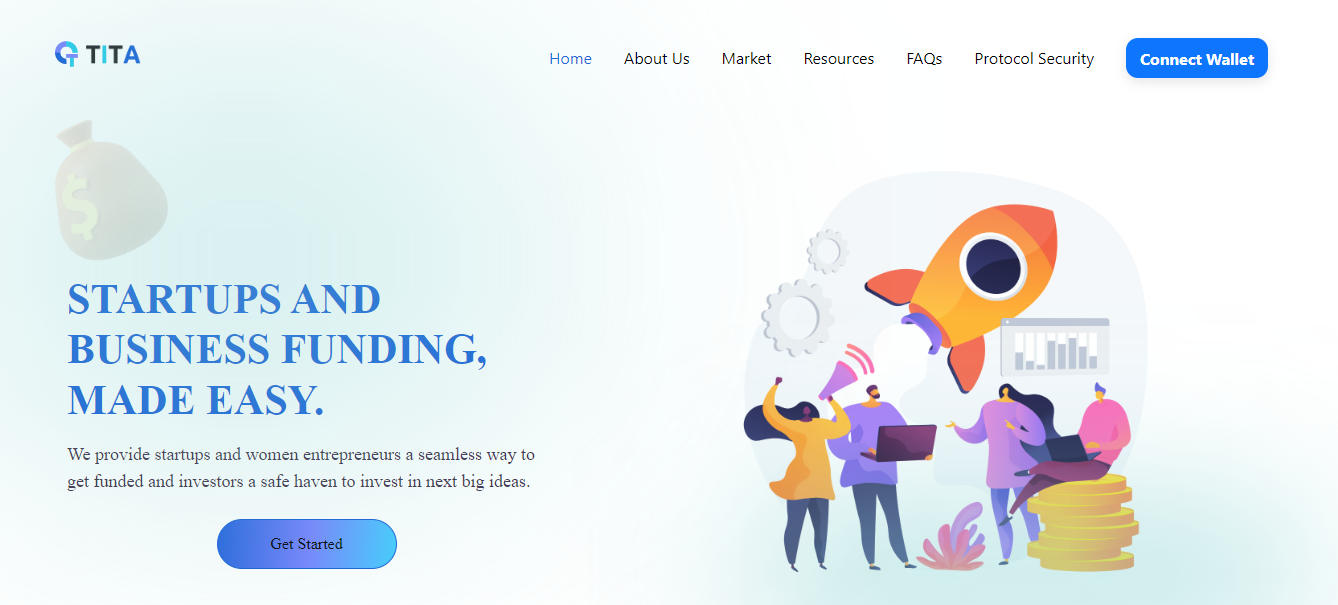 TITA
Home About Us Market Resources FAQs Protocol Security Connect Wallet
$
STARTUPS AND
BUSINESS FUNDING,
MADE EASY.
We provide startups and women entrepreneurs a seamless way to
get funded and investors a safe haven to invest in next big ideas.
Get Started